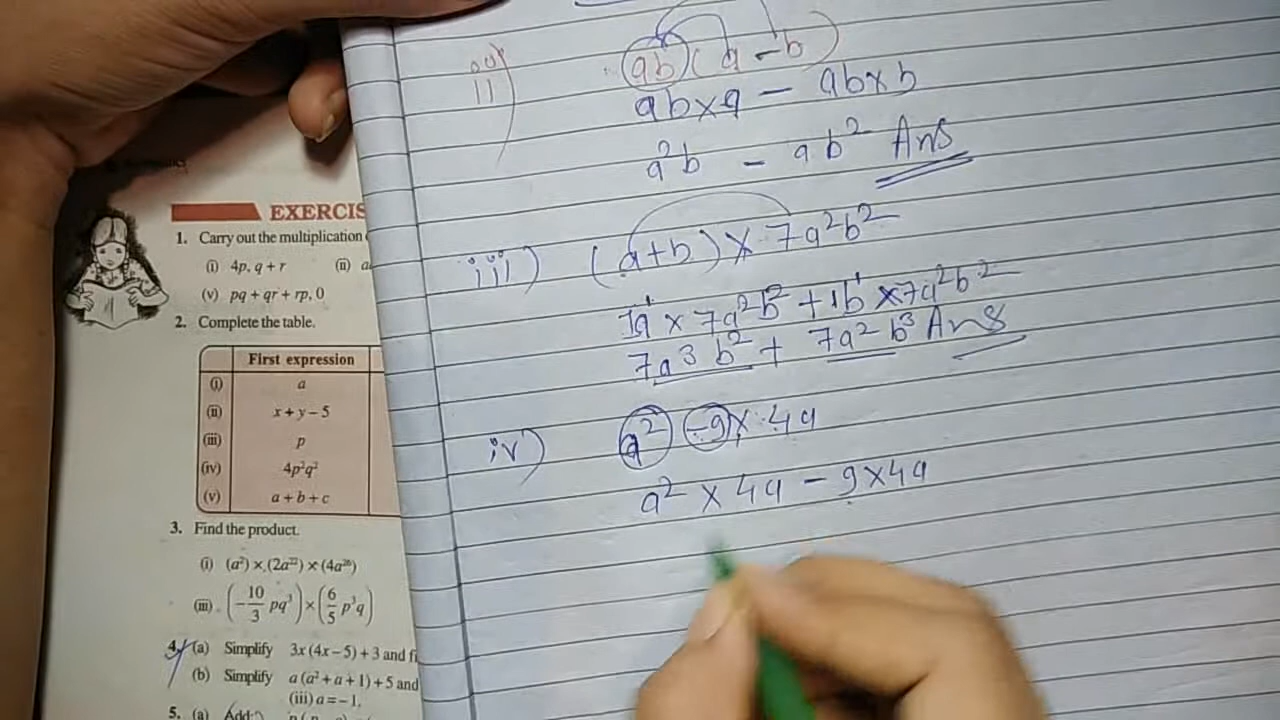 ii) (ab)(a-b)
ab×a - ab×b
a²b - ab² Ans
iii) (a+b) × 7a²b²
1a¹ × 7a²b² + 1b¹ × 7a²b²
7a³b² + 7a²b³ Ans
iv) a² -9 × 4a
a² × 4a - 9×4a
EXERCIS
1. Carry out the multiplication
(i) 4p, q + r (ii) a
(v) pq + qr + rp, 0
2. Complete the table.
First expression
(i) a
(ii) x + y – 5
(iii) p
(iv) 4p²q²
(v) a + b + c
3. Find the product.
(i) (a²) × (2a²²) × (4a²⁶)
(iii) (-10/3 pq³) × (6/5 p³q)
4. (a) Simplify 3x (4x – 5) + 3 and fi
(b) Simplify a (a² + a + 1) + 5 and
(iii) a = – 1.
5. (a) Add: